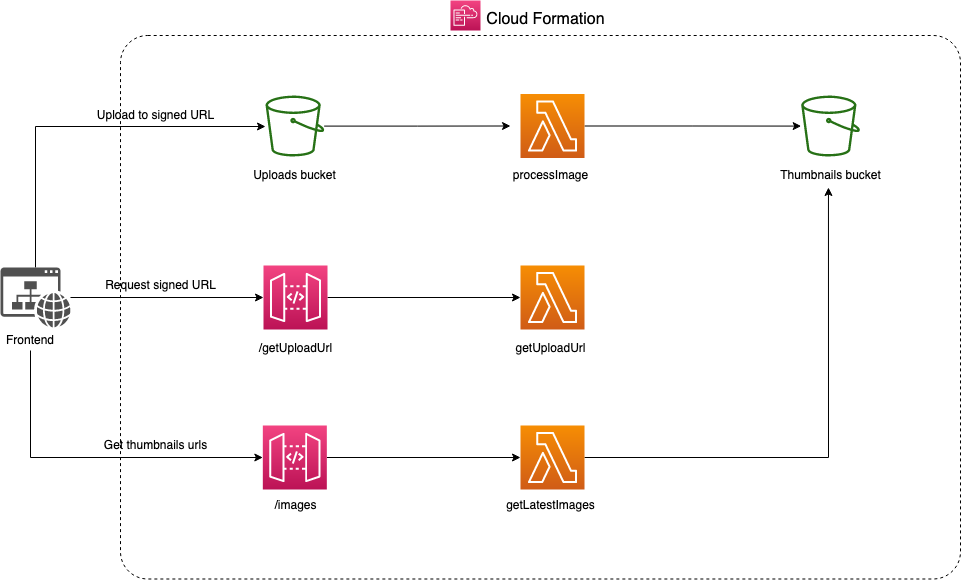 Cloud Formation
Upload to signed URL
Uploads bucket
processImage
Thumbnails bucket
Request signed URL
Frontend
/getUploadUrl
getUploadUrl
Get thumbnails urls
/images
getLatestImages